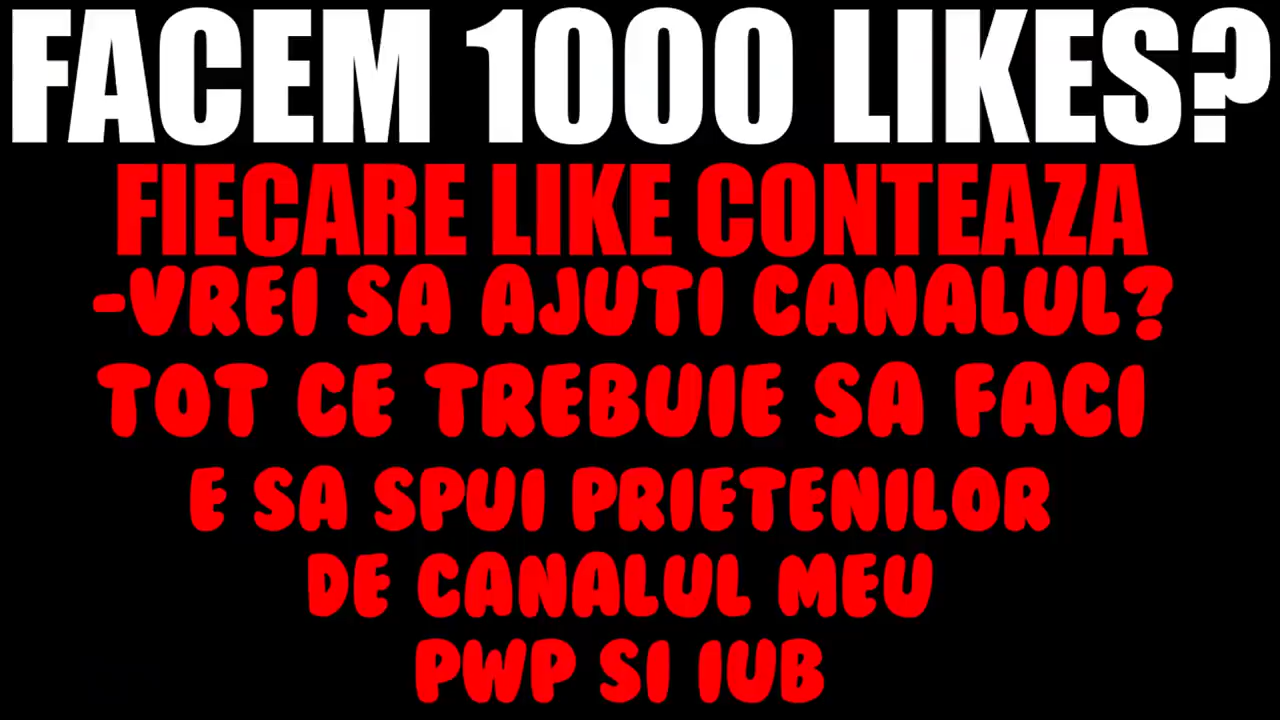 FACEM 1000 LIKES?
FIECARE LIKE CONTEAZA
-VREI SA AJUTI CANALUL?
TOT CE TREBUIE SA FACI
E SA SPUI PRIETENILOR
DE CANALUL MEU
PWP SI IUB